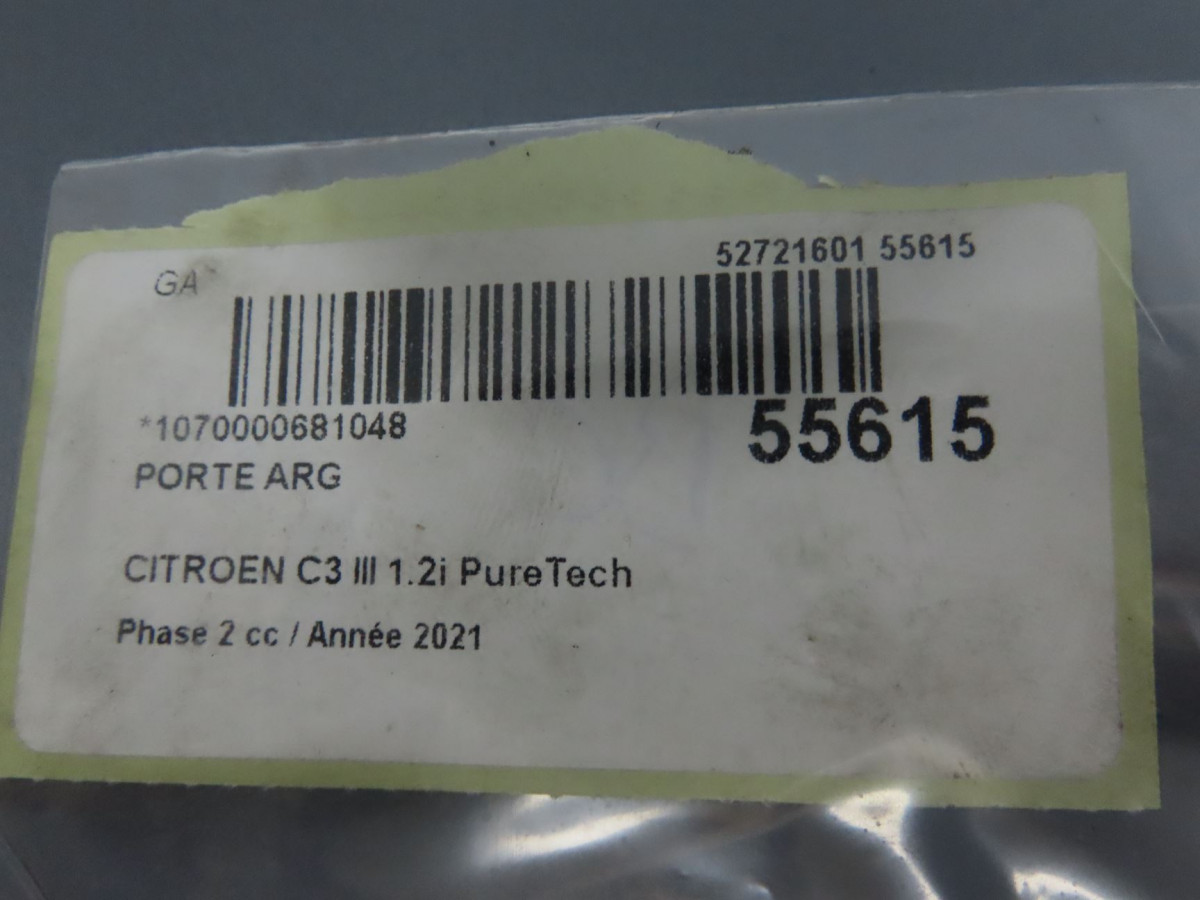 GA
52721601 55615
*1070000681048
55615
PORTE ARG
CITROEN C3 III 1.2i PureTech
Phase 2 cc / Année 2021